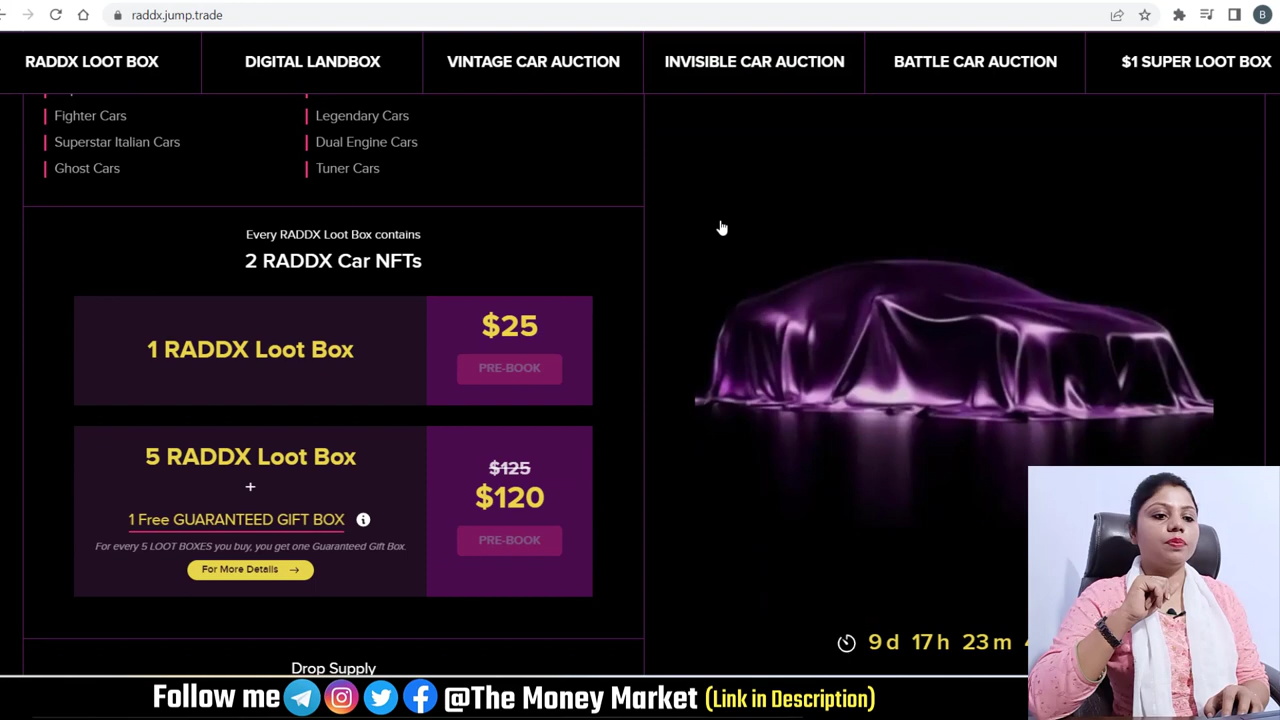 raddx.jump.trade
B
RADDX LOOT BOX
DIGITAL LANDBOX
VINTAGE CAR AUCTION
INVISIBLE CAR AUCTION
BATTLE CAR AUCTION
$1 SUPER LOOT BOX
Fighter Cars
Legendary Cars
Superstar Italian Cars
Dual Engine Cars
Ghost Cars
Tuner Cars
Every RADDX Loot Box contains
2 RADDX Car NFTs
1 RADDX Loot Box
$25
PRE-BOOK
5 RADDX Loot Box
+
1 Free GUARANTEED GIFT BOX
For every 5 LOOT BOXES you buy, you get one Guaranteed Gift Box.
For More Details →
$125
$120
PRE-BOOK
9 d 17 h 23 m
Drop Supply
Follow me @The Money Market (Link in Description)